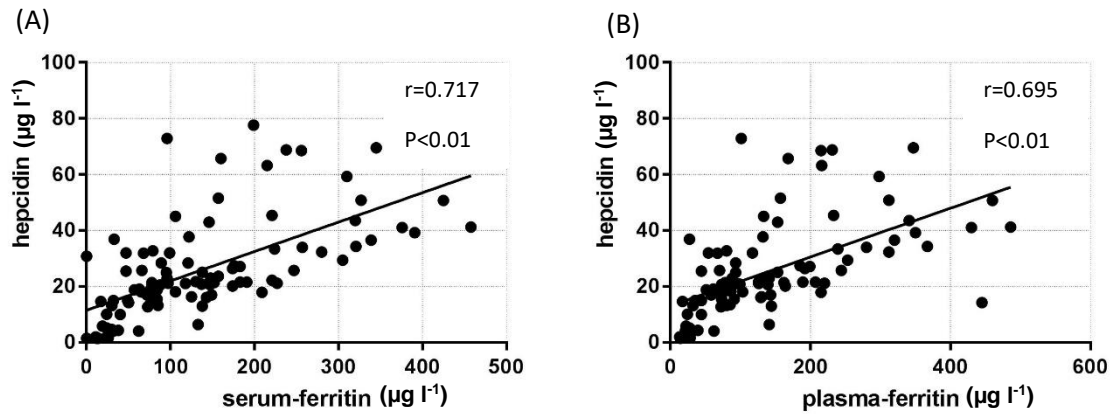 (A)
r=0.717
P<0.01
hepcidin (µg l⁻¹)
100
80
60
40
20
0
0 100 200 300 400 500
serum-ferritin (µg l⁻¹)
(B)
r=0.695
P<0.01
hepcidin (µg l⁻¹)
100
80
60
40
20
0
0 200 400 600
plasma-ferritin (µg l⁻¹)